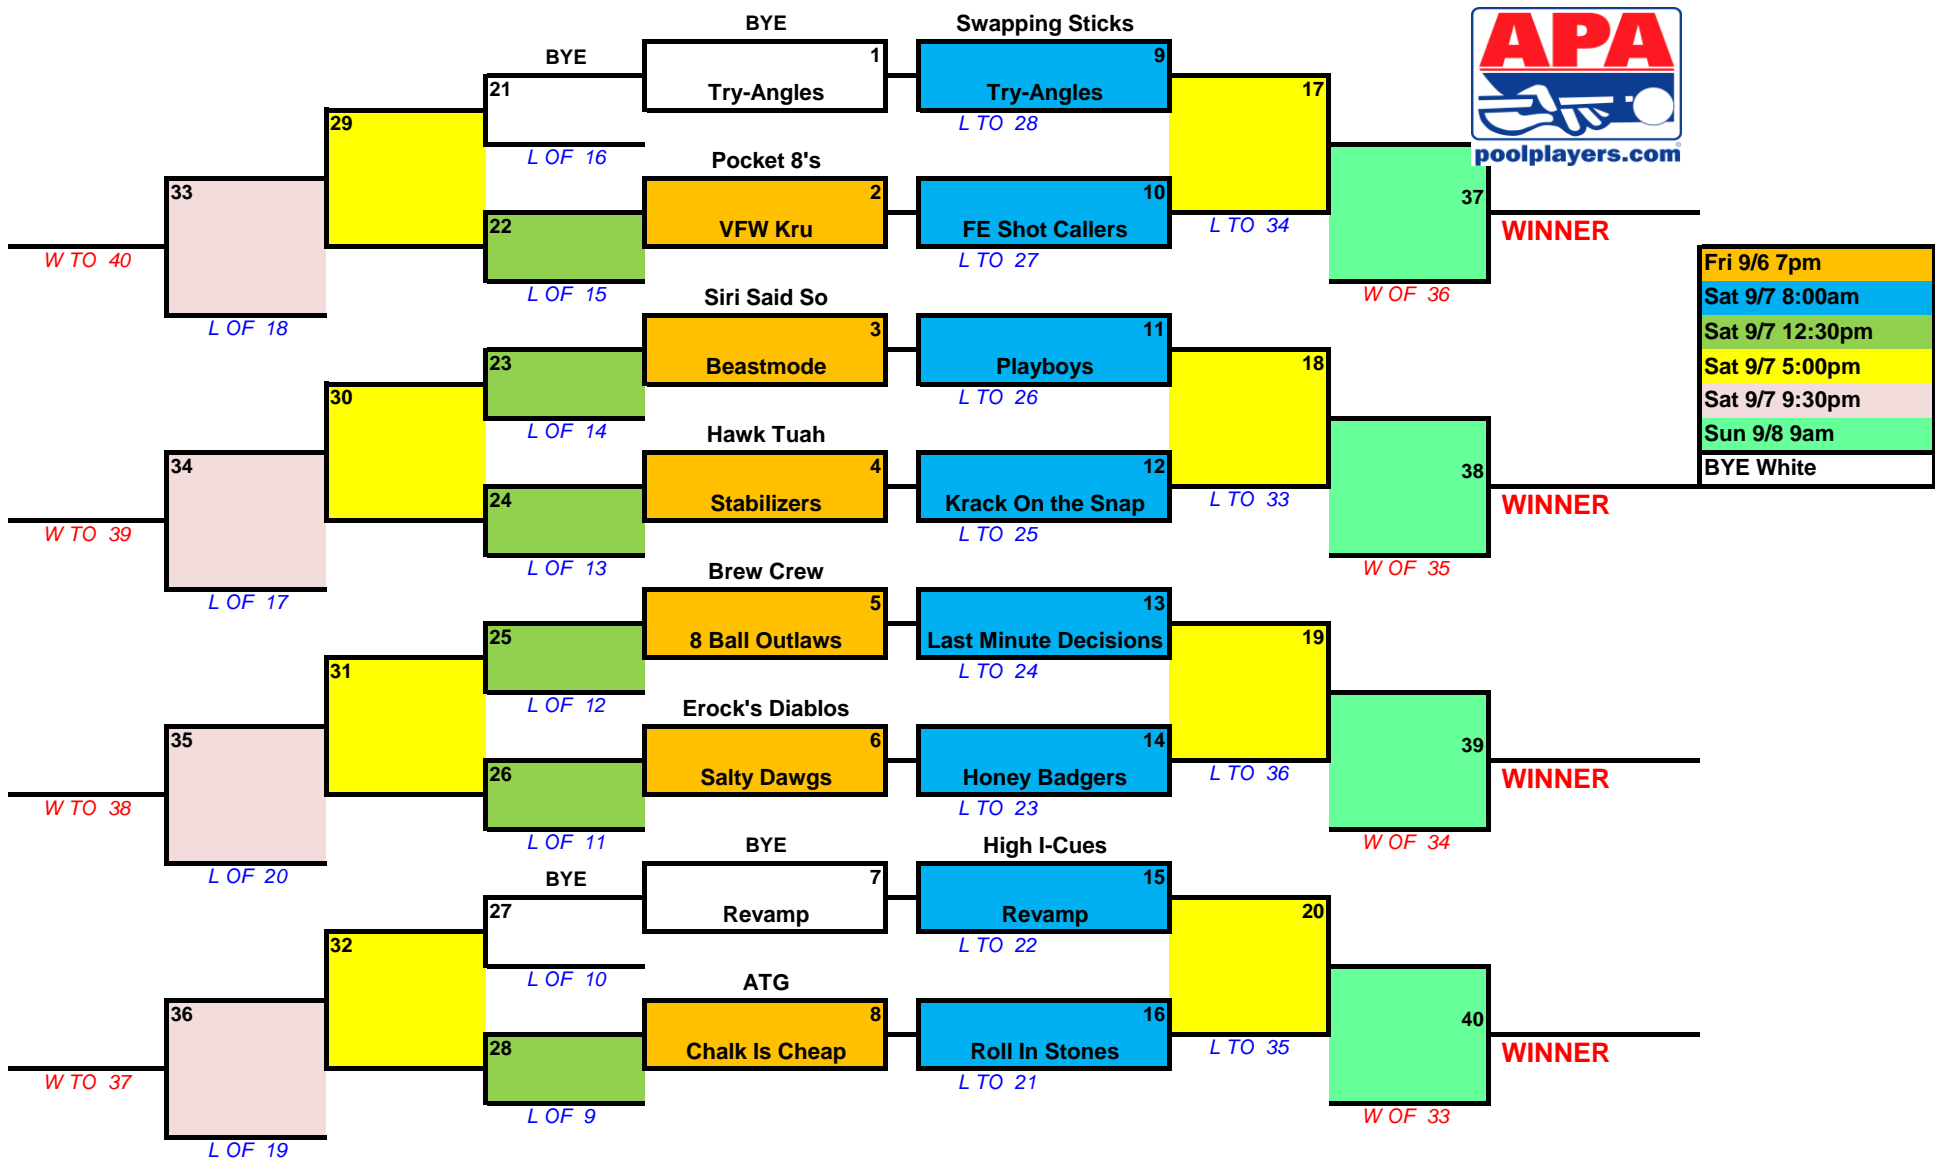 BYE
Swapping Sticks
APA
BYE
1
9
21
Try-Angles
Try-Angles
17
29
L TO 28
L OF 16
Pocket 8's
poolplayers.com
33
2
10
37
22
VFW Kru
FE Shot Callers
L TO 34
WINNER
W TO 40
L TO 27
Fri 9/6 7pm
L OF 15
Siri Said So
W OF 36
Sat 9/7 8:00am
L OF 18
3
11
Sat 9/7 12:30pm
23
Beastmode
Playboys
18
Sat 9/7 5:00pm
30
L TO 26
Sat 9/7 9:30pm
L OF 14
Hawk Tuah
Sun 9/8 9am
34
4
12
38
BYE White
24
Stabilizers
Krack On the Snap
L TO 33
WINNER
W TO 39
L TO 25
L OF 13
Brew Crew
W OF 35
L OF 17
5
13
25
8 Ball Outlaws
Last Minute Decisions
19
31
L TO 24
L OF 12
Erock's Diablos
35
6
14
39
26
Salty Dawgs
Honey Badgers
L TO 36
WINNER
W TO 38
L TO 23
L OF 11
BYE
High I-Cues
W OF 34
L OF 20
BYE
7
15
27
Revamp
Revamp
20
32
L TO 22
L OF 10
ATG
36
8
16
40
28
Chalk Is Cheap
Roll In Stones
L TO 35
WINNER
W TO 37
L TO 21
L OF 9
W OF 33
L OF 19